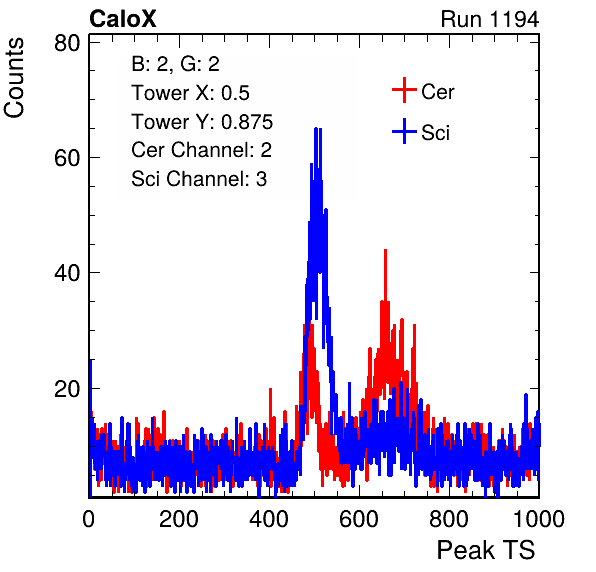 CaloX Run 1194
Counts
80
60
40
20
B: 2, G: 2
Tower X: 0.5
Tower Y: 0.875
Cer Channel: 2
Sci Channel: 3
Cer
Sci
0 200 400 600 800 1000
Peak TS